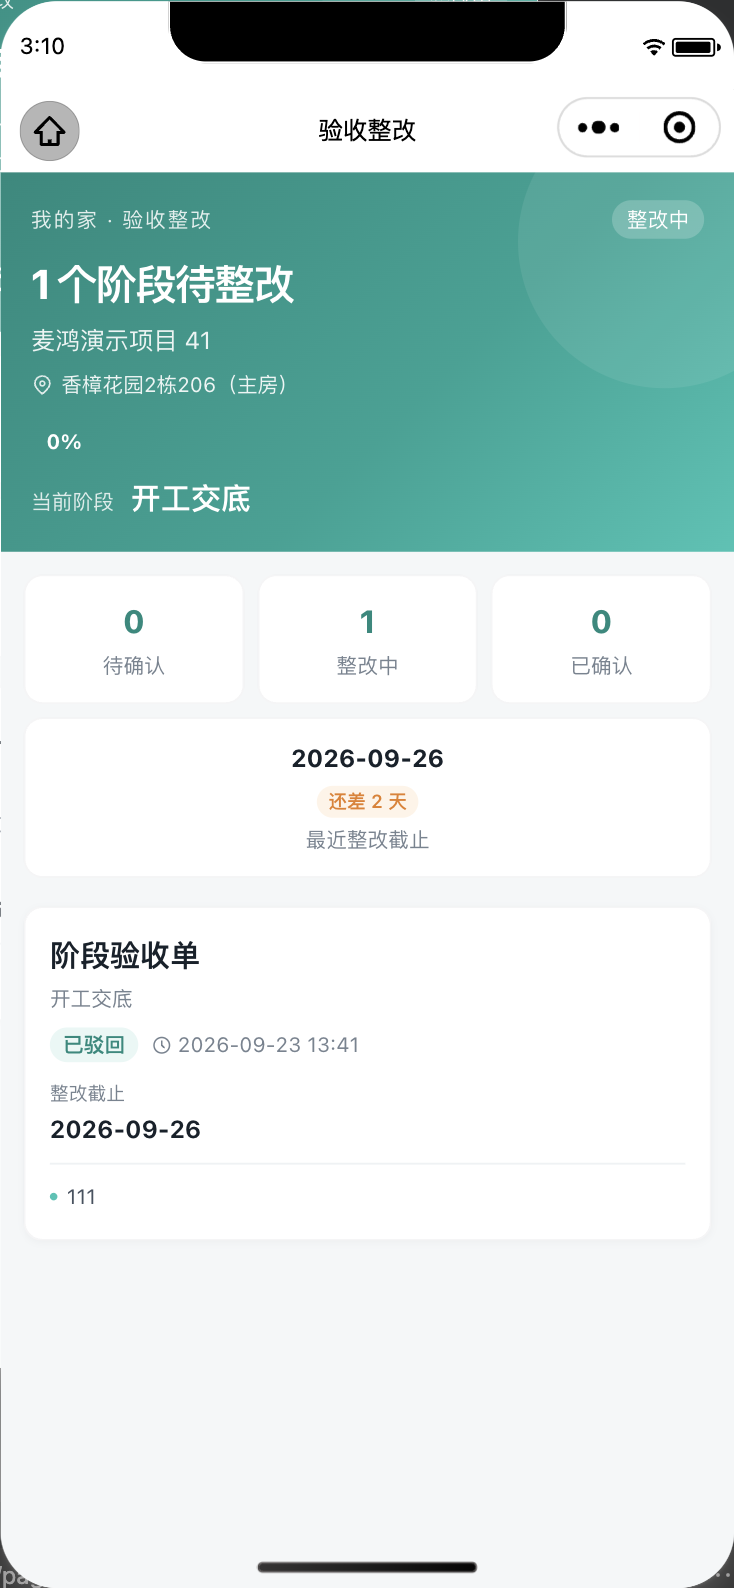 3:10
验收整改
我的家 · 验收整改
整改中
1个阶段待整改
麦鸿演示项目 41
香樟花园2栋206（主房）
0%
当前阶段 开工交底
0
待确认
1
整改中
0
已确认
2026-09-26
还差 2 天
最近整改截止
阶段验收单
开工交底
已驳回 2026-09-23 13:41
整改截止
2026-09-26
111